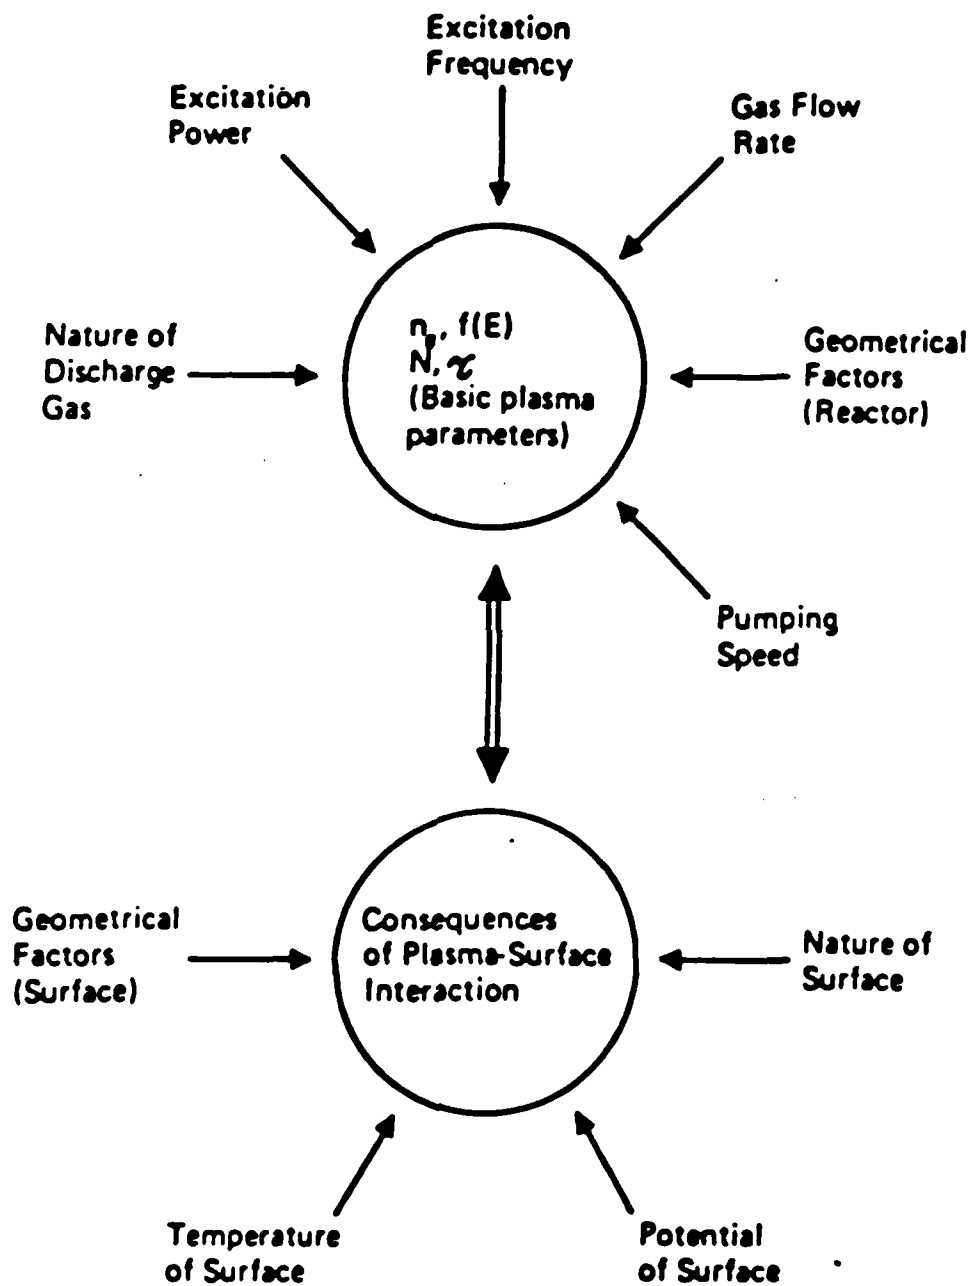 Excitation
Frequency
Excitation
Power
Gas Flow
Rate
Nature of
Discharge
Gas
nₑ, f(E)
N, τ
(Basic plasma
parameters)
Geometrical
Factors
(Reactor)
Pumping
Speed
Geometrical
Factors
(Surface)
Consequences
of Plasma-Surface
Interaction
Nature of
Surface
Temperature
of Surface
Potential
of Surface